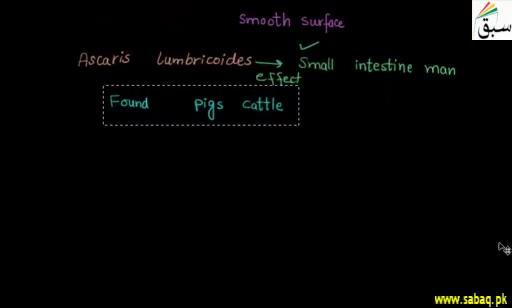 smooth surface
سبق
Ascaris Lumbricoides → Small intestine man
effect
Found pigs cattle
www.sabaq.pk